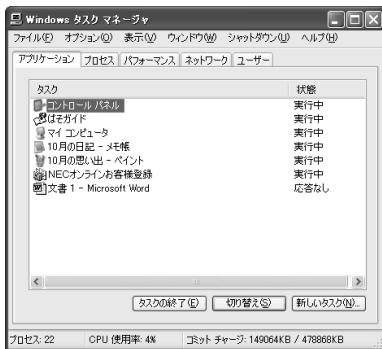 Windows タスク マネージャ
ファイル(F) オプション(O) 表示(V) ウィンドウ(W) シャットダウン(U) ヘルプ(H)
アプリケーション プロセス パフォーマンス ネットワーク ユーザー
タスク 状態
コントロール パネル 実行中
ぱそガイド 実行中
マイ コンピュータ 実行中
10月の日記 - メモ帳 実行中
10月の思い出 - ペイント 実行中
NECオンラインお客様登録 実行中
文書 1 - Microsoft Word 応答なし
タスクの終了(E) 切り替え(S) 新しいタスク(N)...
プロセス: 22 CPU 使用率: 4% コミット チャージ: 149064KB / 478868KB